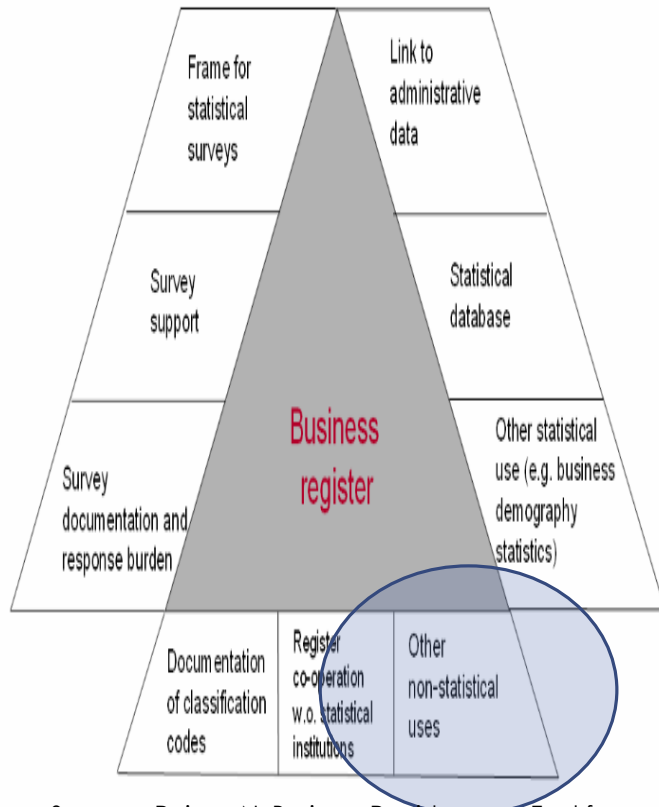 Frame for
statistical
surveys
Link to
administrative
data
Survey
support
Statistical
database
Business
register
Survey
documentation and
response burden
Other statistical
use (e.g. business
demography
statistics)
Documentation
of classification
codes
Register
co-operation
w.o. statistical
institutions
Other
non-statistical
uses